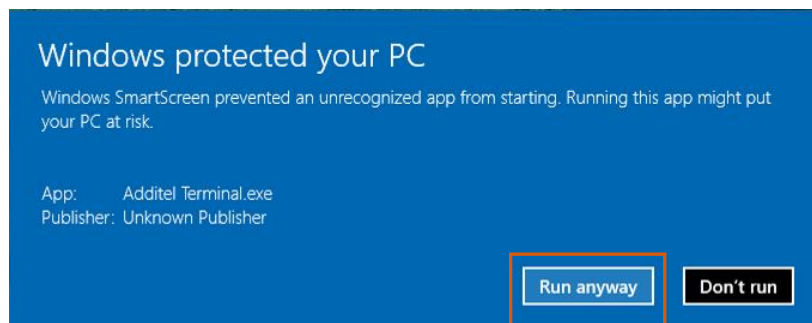 Windows protected your PC
Windows SmartScreen prevented an unrecognized app from starting. Running this app might put
your PC at risk.
App: Additel Terminal.exe
Publisher: Unknown Publisher
Run anyway Don't run